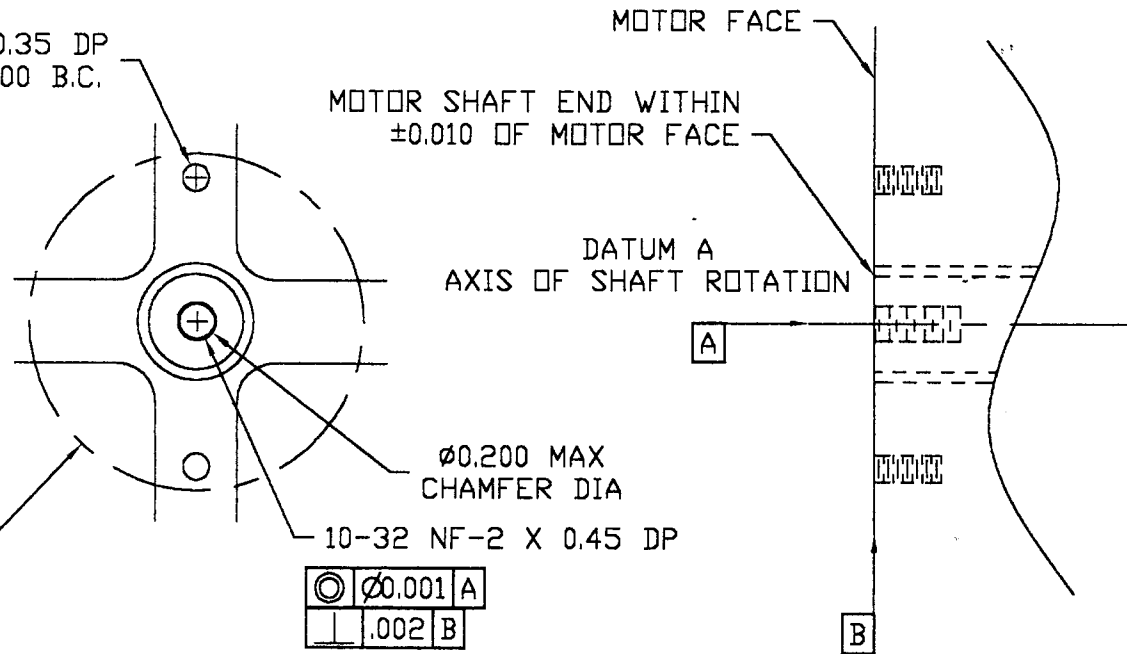 0.35 DP
00 B.C.
MOTOR FACE
MOTOR SHAFT END WITHIN
±0.010 OF MOTOR FACE
DATUM A
AXIS OF SHAFT ROTATION
A
Ø0.200 MAX
CHAMFER DIA
10-32 NF-2 X 0.45 DP
◎ Ø0.001 A
⊥ .002 B
B